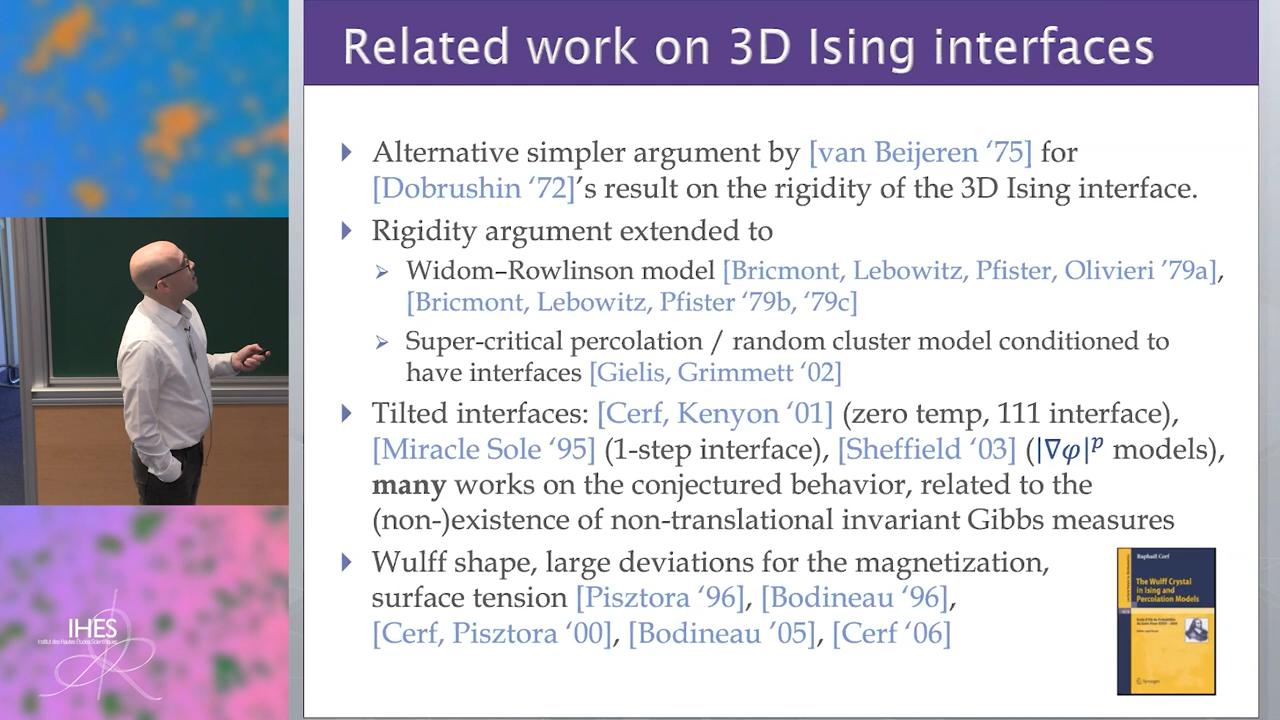 Related work on 3D Ising interfaces
Alternative simpler argument by [van Beijeren ‘75] for
[Dobrushin ‘72]’s result on the rigidity of the 3D Ising interface.
Rigidity argument extended to
Widom–Rowlinson model [Bricmont, Lebowitz, Pfister, Olivieri ’79a],
[Bricmont, Lebowitz, Pfister ‘79b, ‘79c]
Super-critical percolation / random cluster model conditioned to
have interfaces [Gielis, Grimmett ‘02]
Tilted interfaces: [Cerf, Kenyon ‘01] (zero temp, 111 interface),
[Miracle Sole ‘95] (1-step interface), [Sheffield ‘03] (|∇φ|ᵖ models),
many works on the conjectured behavior, related to the
(non-)existence of non-translational invariant Gibbs measures
Wulff shape, large deviations for the magnetization,
surface tension [Pisztora ‘96], [Bodineau ‘96],
[Cerf, Pisztora ‘00], [Bodineau ‘05], [Cerf ‘06]
Raphaël Cerf
The Wulff Crystal
in Ising and
Percolation Models
Springer
IHES
Institut des Hautes Études Scientifiques